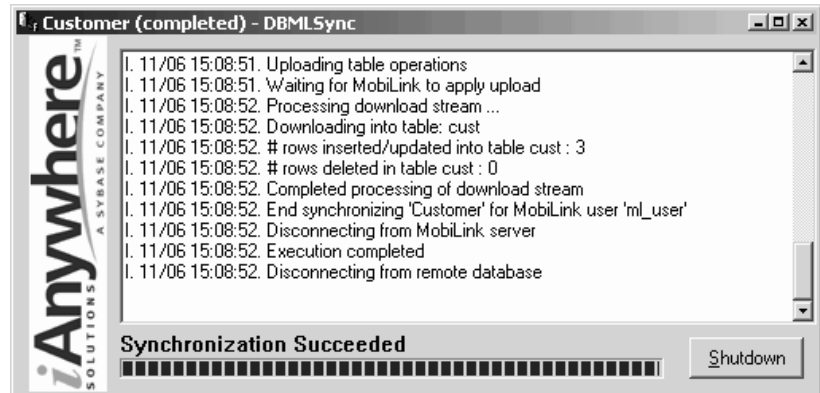 Customer (completed) - DBMLSync
I. 11/06 15:08:51. Uploading table operations
I. 11/06 15:08:51. Waiting for MobiLink to apply upload
I. 11/06 15:08:52. Processing download stream ...
I. 11/06 15:08:52. Downloading into table: cust
I. 11/06 15:08:52. # rows inserted/updated into table cust : 3
I. 11/06 15:08:52. # rows deleted in table cust : 0
I. 11/06 15:08:52. Completed processing of download stream
I. 11/06 15:08:52. End synchronizing 'Customer' for MobiLink user 'ml_user'
I. 11/06 15:08:52. Disconnecting from MobiLink server
I. 11/06 15:08:52. Execution completed
I. 11/06 15:08:52. Disconnecting from remote database
iAnywhere™
SOLUTIONS
A SYBASE COMPANY
Synchronization Succeeded
Shutdown